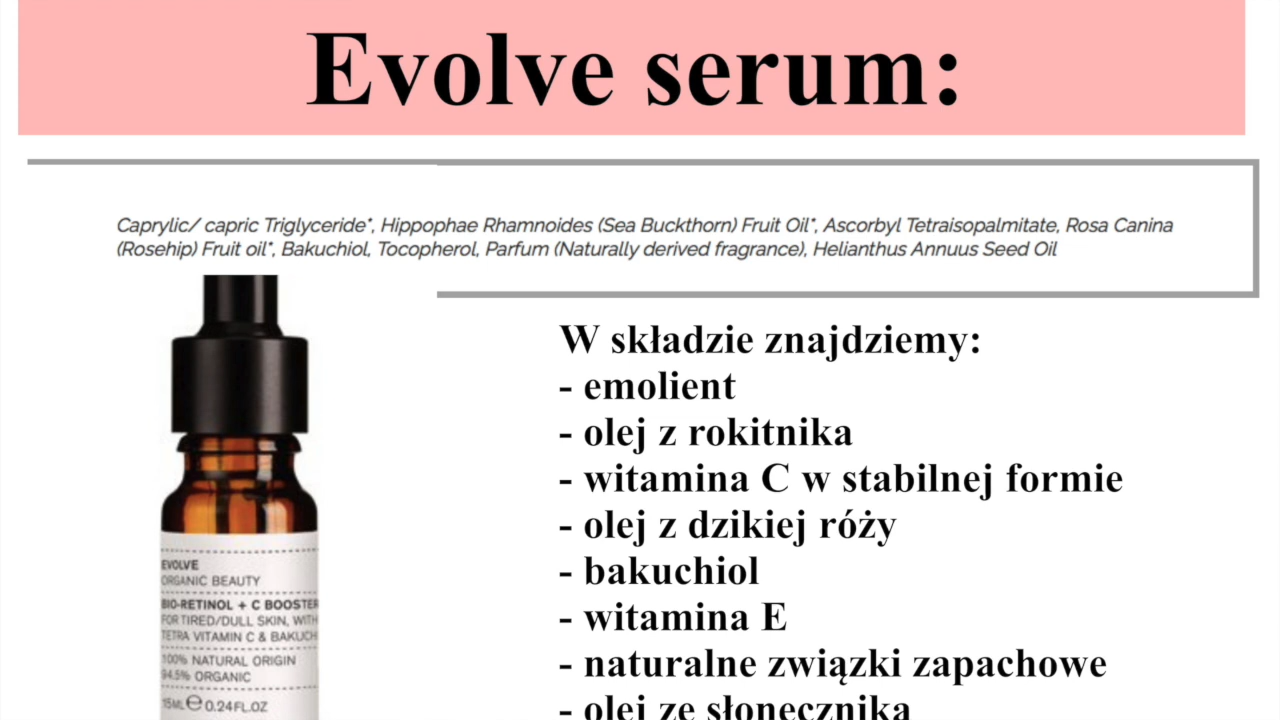 Evolve serum:
Caprylic/ capric Triglyceride*, Hippophae Rhamnoides (Sea Buckthorn) Fruit Oil*, Ascorbyl Tetraisopalmitate, Rosa Canina
(Rosehip) Fruit oil*, Bakuchiol, Tocopherol, Parfum (Naturally derived fragrance), Helianthus Annuus Seed Oil
W składzie znajdziemy:
- emolient
- olej z rokitnika
- witamina C w stabilnej formie
- olej z dzikiej róży
- bakuchiol
- witamina E
- naturalne związki zapachowe
- olej ze słonecznika
EVOLVE
ORGANIC BEAUTY
BIO-RETINOL + C BOOSTER
FOR TIRED/DULL SKIN, WITH
TETRA VITAMIN C & BAKUCH
100% NATURAL ORIGIN
94.5% ORGANIC
15ML ℮ 0.24FL.OZ